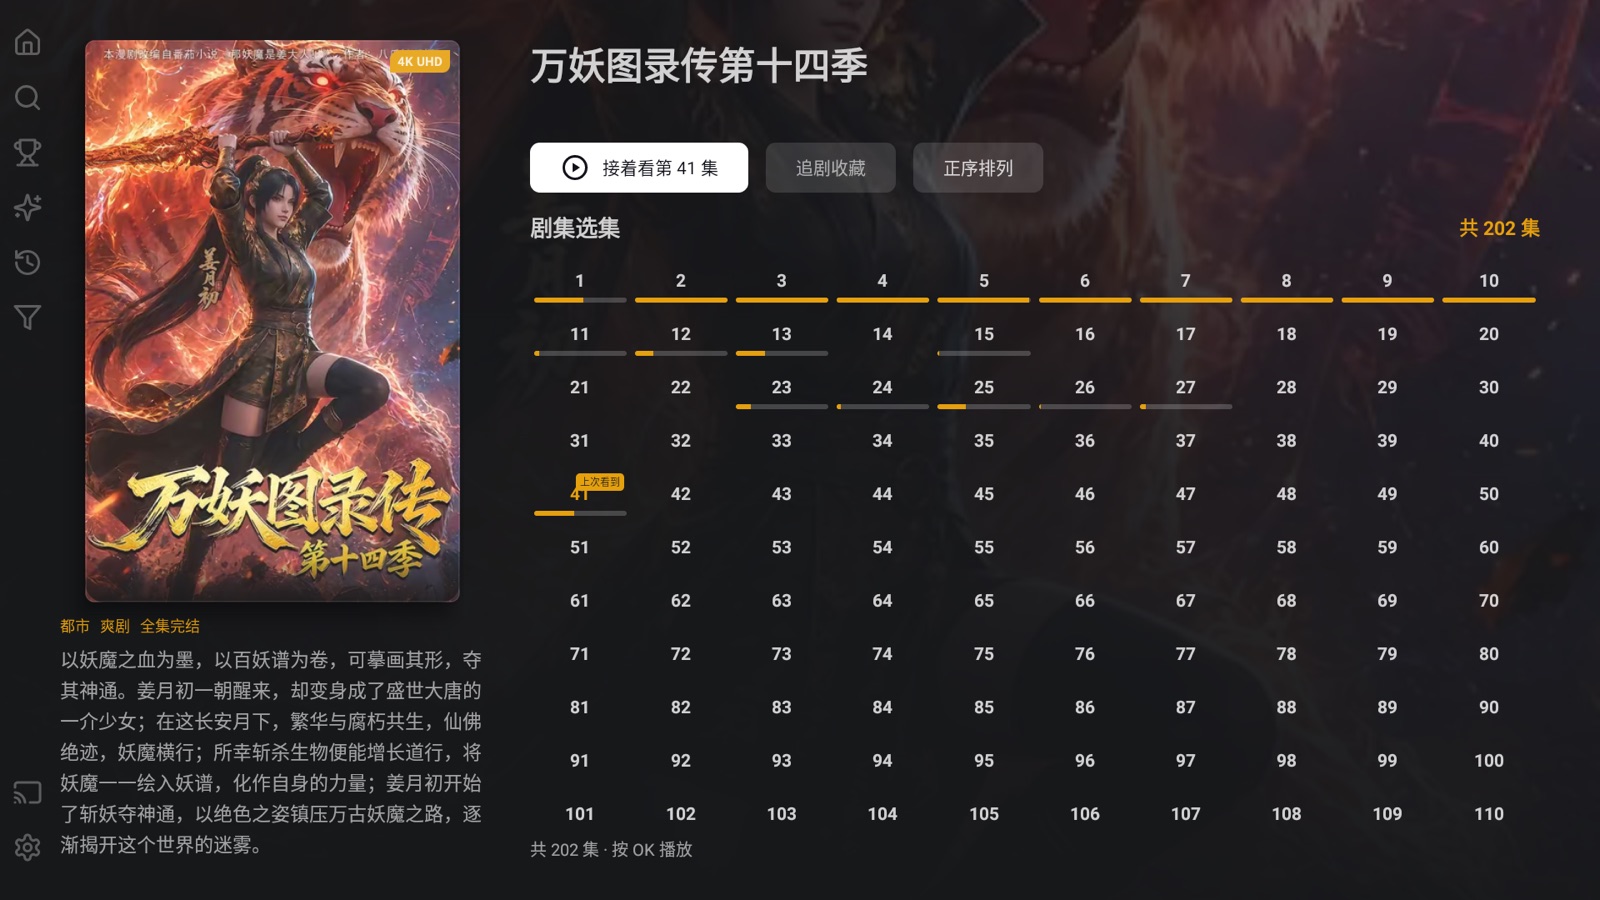 万妖图录传第十四季
4K UHD
姜月初
万妖图录传
第十四季
接着看第 41 集
追剧收藏
正序排列
剧集选集
共 202 集
1 2 3 4 5 6 7 8 9 10
11 12 13 14 15 16 17 18 19 20
21 22 23 24 25 26 27 28 29 30
31 32 33 34 35 36 37 38 39 40
上次看到
41 42 43 44 45 46 47 48 49 50
51 52 53 54 55 56 57 58 59 60
61 62 63 64 65 66 67 68 69 70
71 72 73 74 75 76 77 78 79 80
81 82 83 84 85 86 87 88 89 90
91 92 93 94 95 96 97 98 99 100
101 102 103 104 105 106 107 108 109 110
共 202 集 · 按 OK 播放
都市 爽剧 全集完结
以妖魔之血为墨，以百妖谱为卷，可摹画其形，夺
其神通。姜月初一朝醒来，却变身成了盛世大唐的
一介少女；在这长安月下，繁华与腐朽共生，仙佛
绝迹，妖魔横行；所幸斩杀生物便能增长道行，将
妖魔一一绘入妖谱，化作自身的力量；姜月初开始
了斩妖夺神通，以绝色之姿镇压万古妖魔之路，逐
渐揭开这个世界的迷雾。